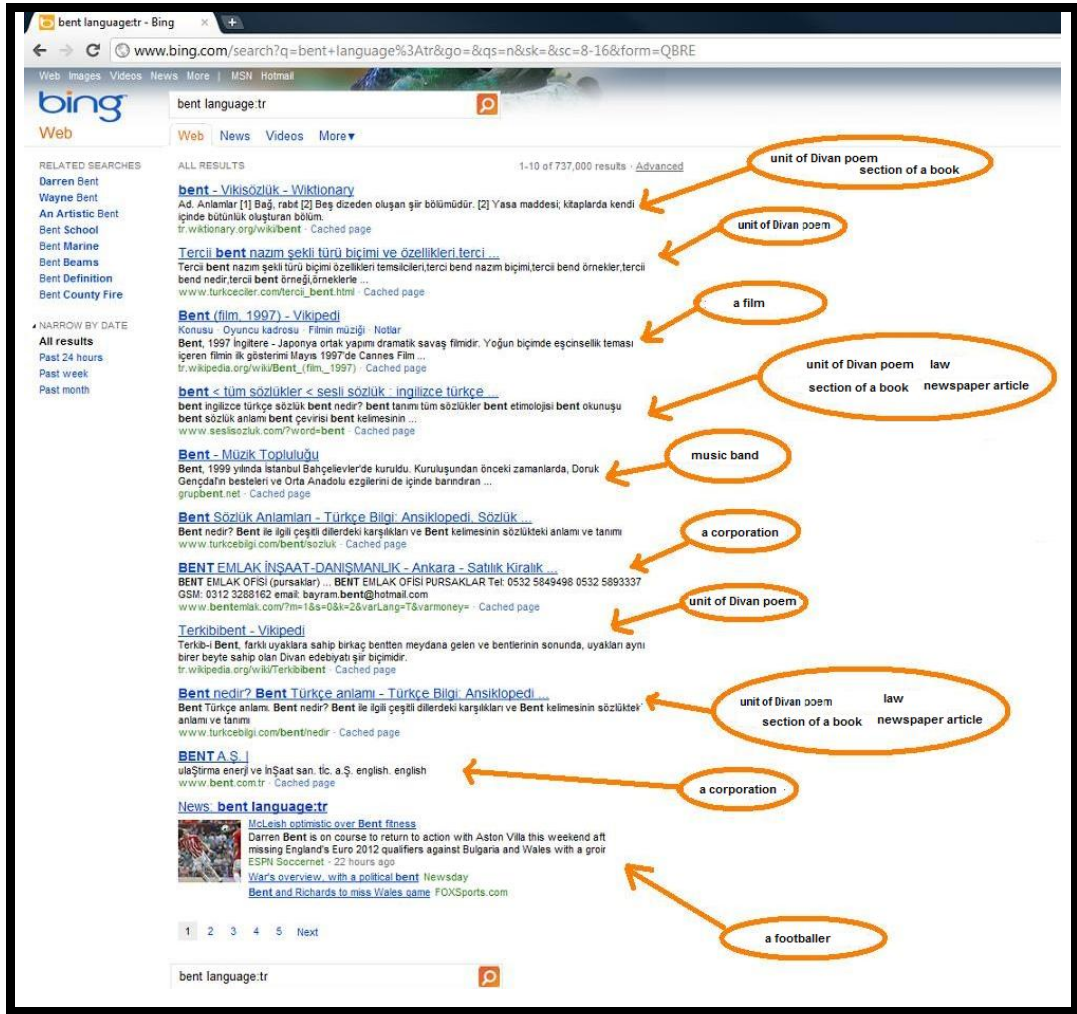 bent language:tr - Bing
www.bing.com/search?q=bent+language%3Atr&go=&qs=n&sk=&sc=8-16&form=QBRE
Web Images Videos News More | MSN Hotmail
bing
bent language:tr
Web
Web News Videos More▼
RELATED SEARCHES
Darren Bent
Wayne Bent
An Artistic Bent
Bent School
Bent Marine
Bent Beams
Bent Definition
Bent County Fire
NARROW BY DATE
All results
Past 24 hours
Past week
Past month
ALL RESULTS
1-10 of 737,000 results · Advanced
bent - Vikisözlük - Wiktionary
Ad. Anlamlar [1] Bağ, rabıt [2] Beş dizeden oluşan şiir bölümüdür. [2] Yasa maddesi; kitaplarda kendi
içinde bütünlük oluşturan bölüm.
tr.wiktionary.org/wiki/bent · Cached page
unit of Divan poem
section of a book
Tercii bent nazım şekli türü biçimi ve özellikleri,terci ...
Tercii bent nazım şekli türü biçimi özellikleri temsilcileri,terci bend nazım biçimi,terci bend örnekler,tercii
bend nedir,tercii bent örneği,örneklerle ...
www.turkceciler.com/tercii_bent.html · Cached page
unit of Divan poem
Bent (film, 1997) - Vikipedi
Konusu · Oyuncu kadrosu · Filmin müziği · Notlar
Bent, 1997 İngiltere - Japonya ortak yapımı dramatik savaş filmidir. Yoğun biçimde eşcinsellik teması
içeren filmin ilk gösterimi Mayıs 1997'de Cannes Film ...
tr.wikipedia.org/wiki/Bent_(film,_1997) · Cached page
a film
bent < tüm sözlükler < sesli sözlük : ingilizce türkçe ...
bent ingilizce türkçe sözlük bent nedir? bent tanımı tüm sözlükler bent etimolojisi bent okunuşu
bent sözlük anlamı bent çevirisi bent kelimesinin ...
www.seslisozluk.com/?word=bent · Cached page
unit of Divan poem law
section of a book newspaper article
Bent - Müzik Topluluğu
Bent, 1999 yılında İstanbul Bahçelievler'de kuruldu. Kuruluşundan önceki zamanlarda, Doruk
Gençdal'ın besteleri ve Orta Anadolu ezgilerini de içinde barındıran ...
grupbent.net · Cached page
music band
Bent Sözlük Anlamları - Türkçe Bilgi: Ansiklopedi, Sözlük ...
Bent nedir? Bent ile ilgili çeşitli dillerdeki karşılıkları ve Bent kelimesinin sözlükteki anlamı ve tanımı
www.turkcebilgi.com/bent/sozluk · Cached page
a corporation
BENT EMLAK İNŞAAT-DANIŞMANLIK - Ankara - Satılık Kiralık ...
BENT EMLAK OFİSİ (pursaklar) ... BENT EMLAK OFİSİ PURSAKLAR Tel: 0532 5849498 0532 5893337
GSM: 0312 3288162 email: bayram.bent@hotmail.com
www.bentemlak.com/?m=1&s=0&k=2&varLang=T&varmoney= · Cached page
unit of Divan poem
Terkibibent - Vikipedi
Terkib-i Bent, farklı uyaklara sahip birkaç bentten meydana gelen ve bentlerinin sonunda, uyakları aynı
birer beyte sahip olan Divan edebiyatı şiir biçimidir.
tr.wikipedia.org/wiki/Terkibibent · Cached page
Bent nedir? Bent Türkçe anlamı - Türkçe Bilgi: Ansiklopedi ...
Bent Türkçe anlamı. Bent nedir? Bent ile ilgili çeşitli dillerdeki karşılıkları ve Bent kelimesinin sözlüktek
anlamı ve tanımı
www.turkcebilgi.com/bent/nedir · Cached page
unit of Divan poem law
section of a book newspaper article
BENT A.Ş. |
ulaŞtirma enerjİ ve İnŞaat san. tİc. a.Ş. english. english
www.bent.com.tr · Cached page
a corporation
News: bent language:tr
McLeish optimistic over Bent fitness
Darren Bent is on course to return to action with Aston Villa this weekend aft
missing England's Euro 2012 qualifiers against Bulgaria and Wales with a groir
ESPN Soccernet · 22 hours ago
War's overview, with a political bent Newsday
Bent and Richards to miss Wales game FOXSports.com
a footballer
1 2 3 4 5 Next
bent language:tr